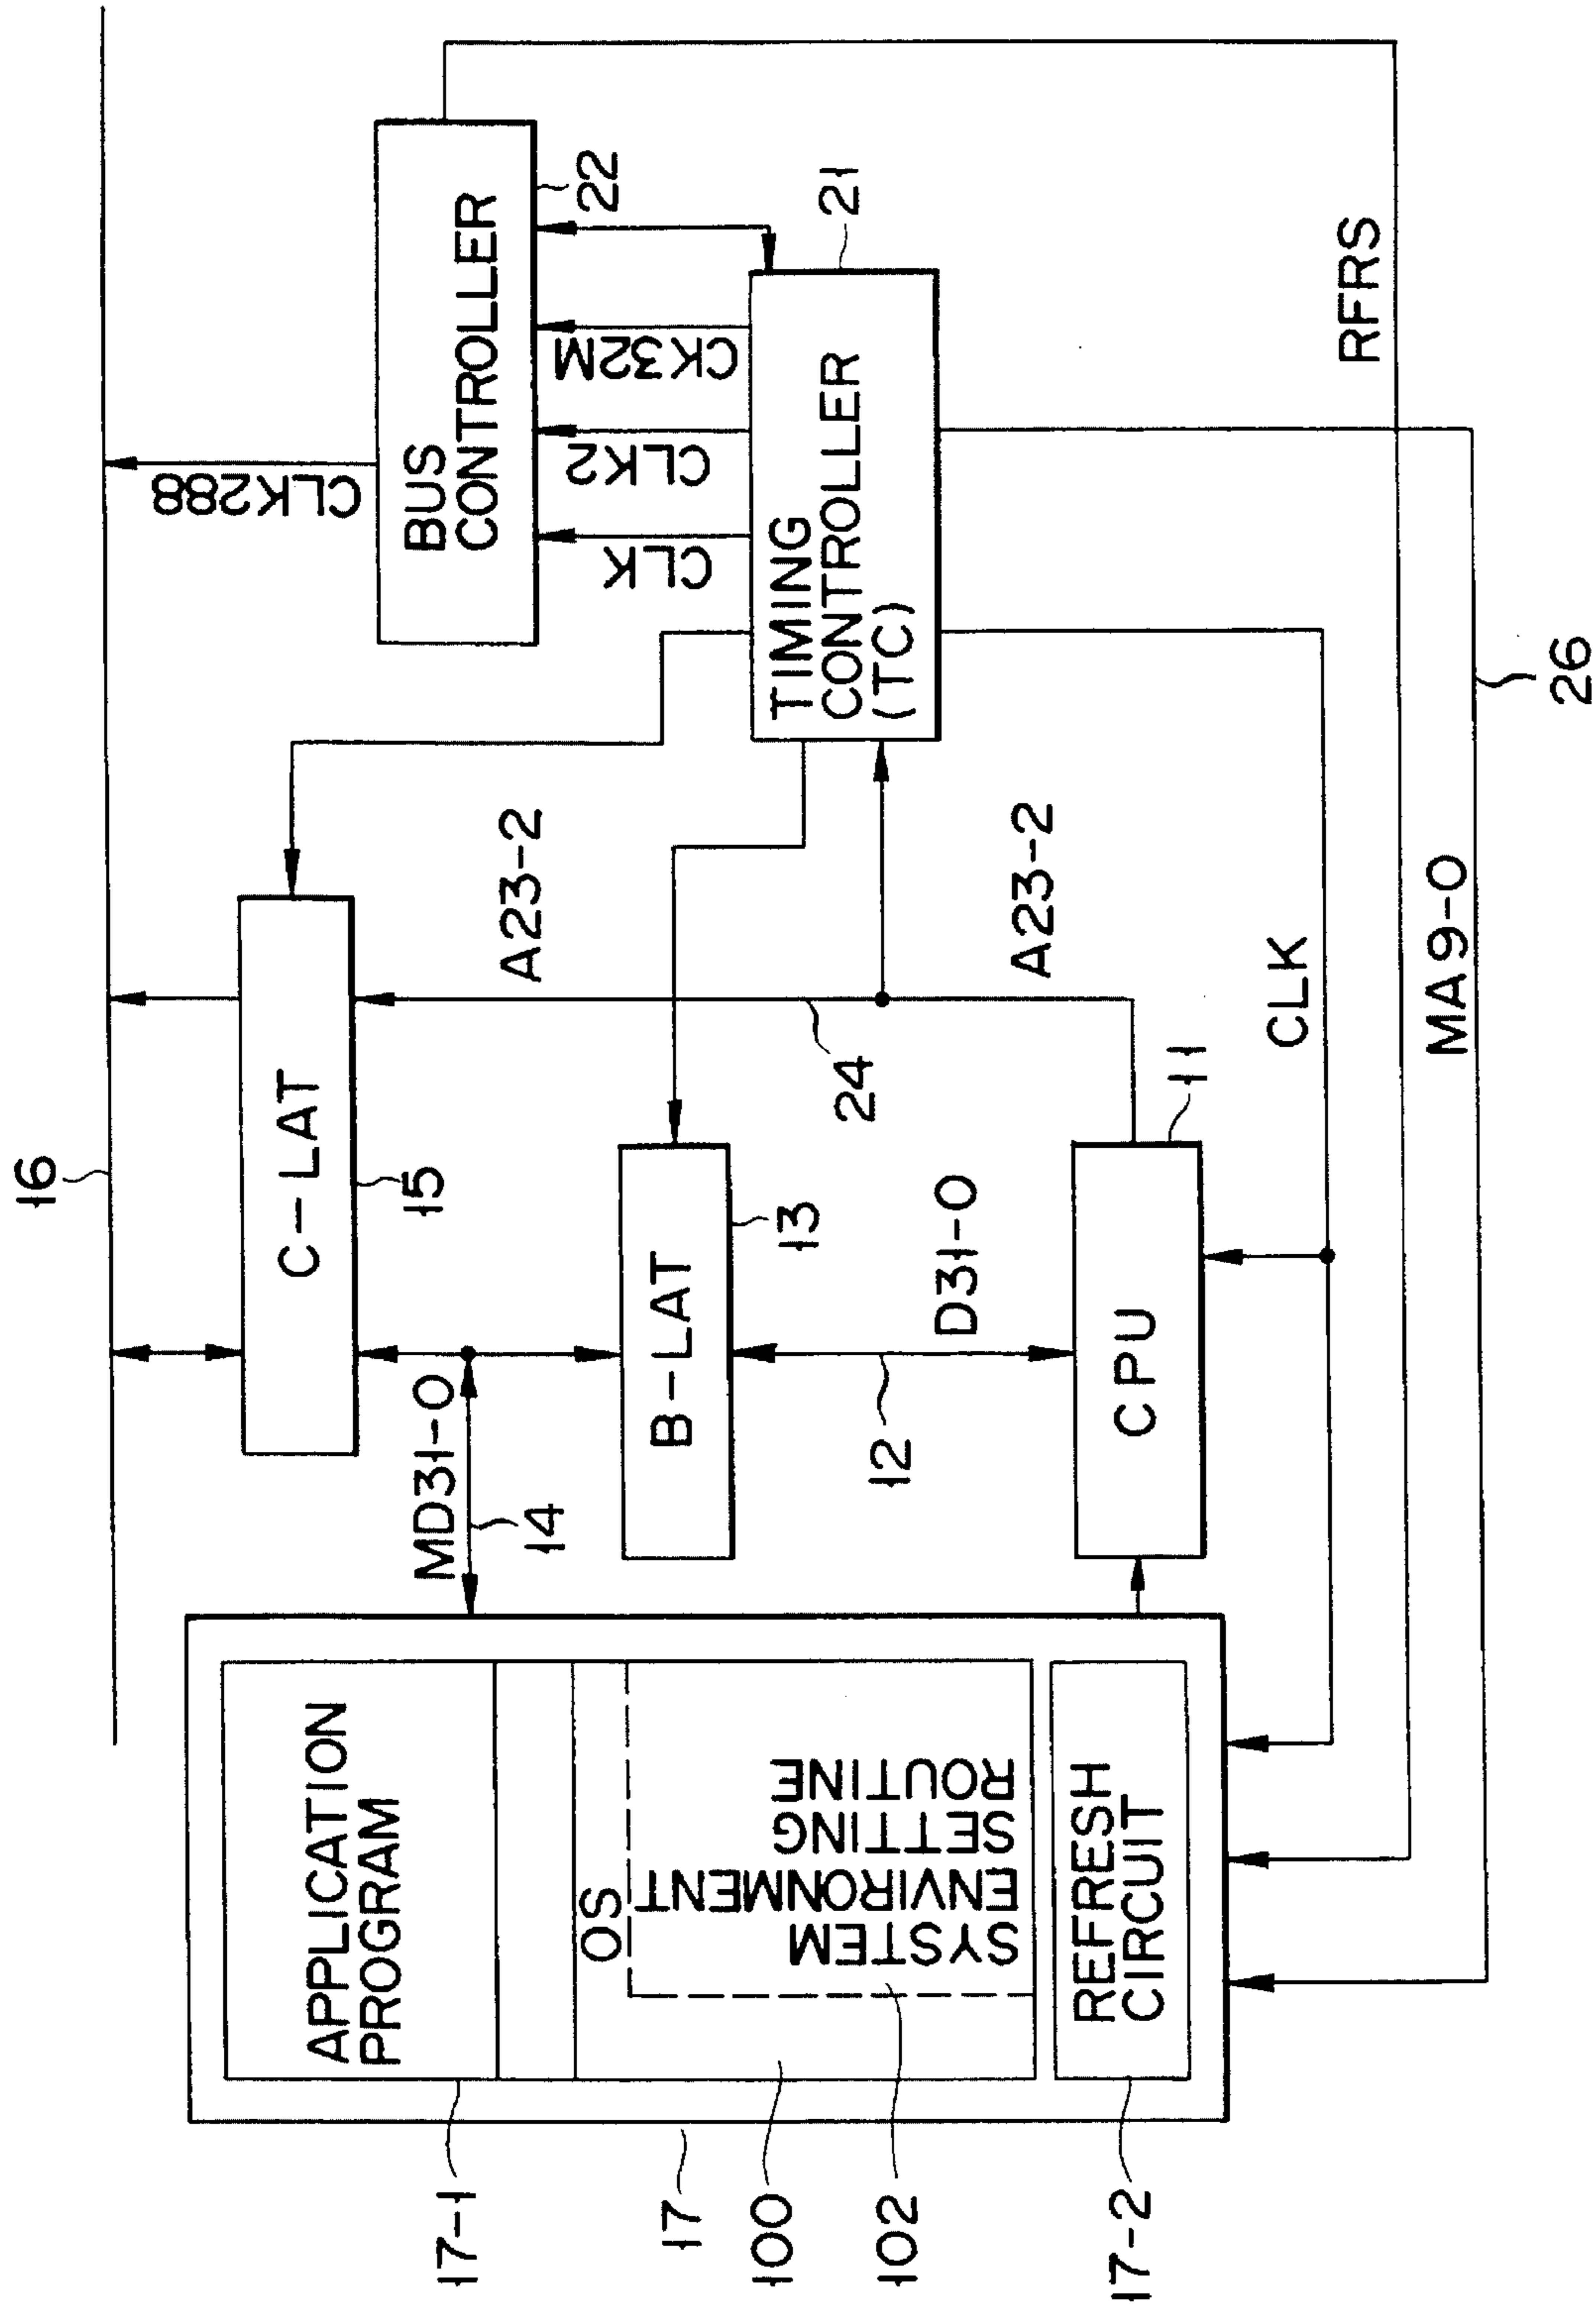 16
C-LAT
15
MD31-0
14
B-LAT
13
A23-2
24
D31-0
12
CPU
11
A23-2
CLK
MA9-0
RFRS
26
BUS
CONTROLLER
22
CLK288
CLK
CLK2
CK32M
TIMING
CONTROLLER
(TC)
21
APPLICATION
PROGRAM
OS
SYSTEM
ENVIRONMENT
SETTING
ROUTINE
REFRESH
CIRCUIT
17-1
17
100
102
17-2